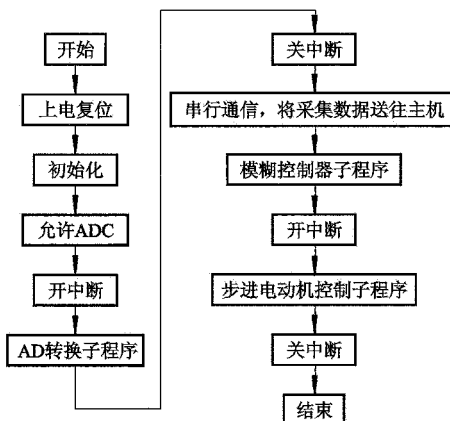 开始
上电复位
初始化
允许ADC
开中断
AD转换子程序
关中断
串行通信，将采集数据送往主机
模糊控制器子程序
开中断
步进电动机控制子程序
关中断
结束